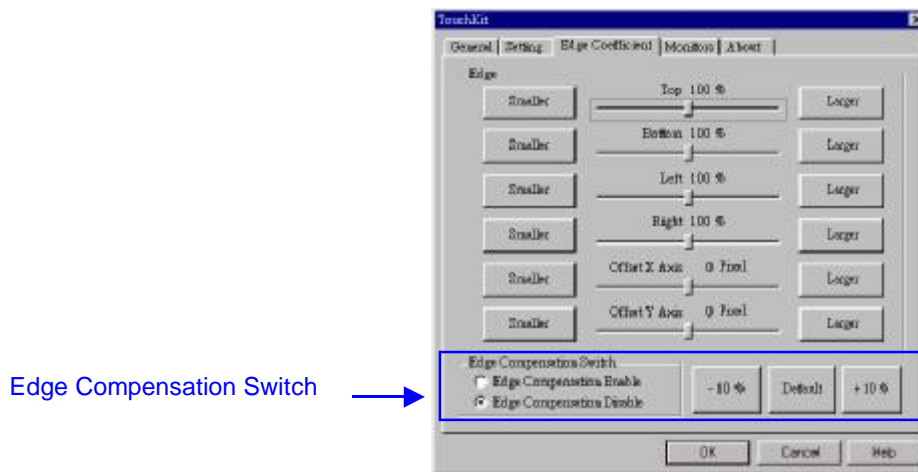 TouchKit
General Setting Edge Coefficient Monitors About
Edge
Top 100 %
Smaller Larger
Bottom 100 %
Smaller Larger
Left 100 %
Smaller Larger
Right 100 %
Smaller Larger
Offset X Axis 0 Pixel
Smaller Larger
Offset Y Axis 0 Pixel
Smaller Larger
Edge Compensation Switch
Edge Compensation Switch
Edge Compensation Enable
Edge Compensation Disable
-10 % Default +10 %
OK Cancel Help